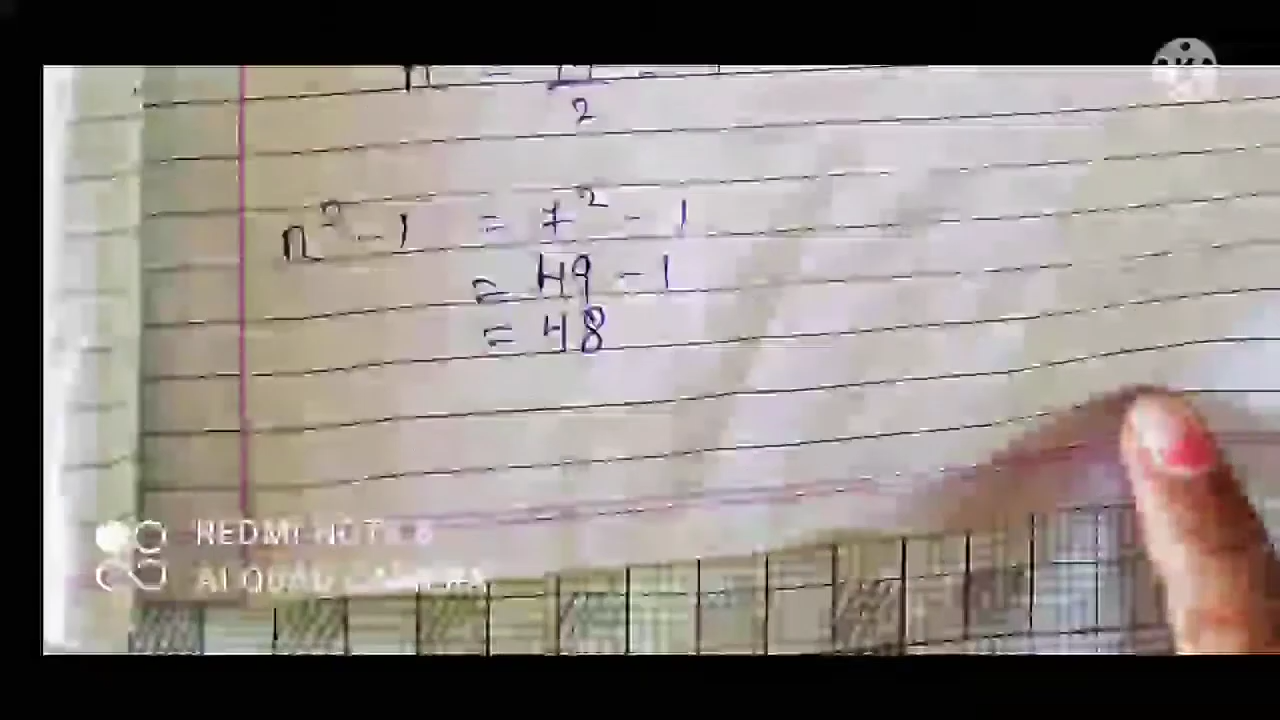 2
n² - 1 = 7² - 1
= 49 - 1
= 48
REDMI NOTE 8
AI QUAD CAMERA